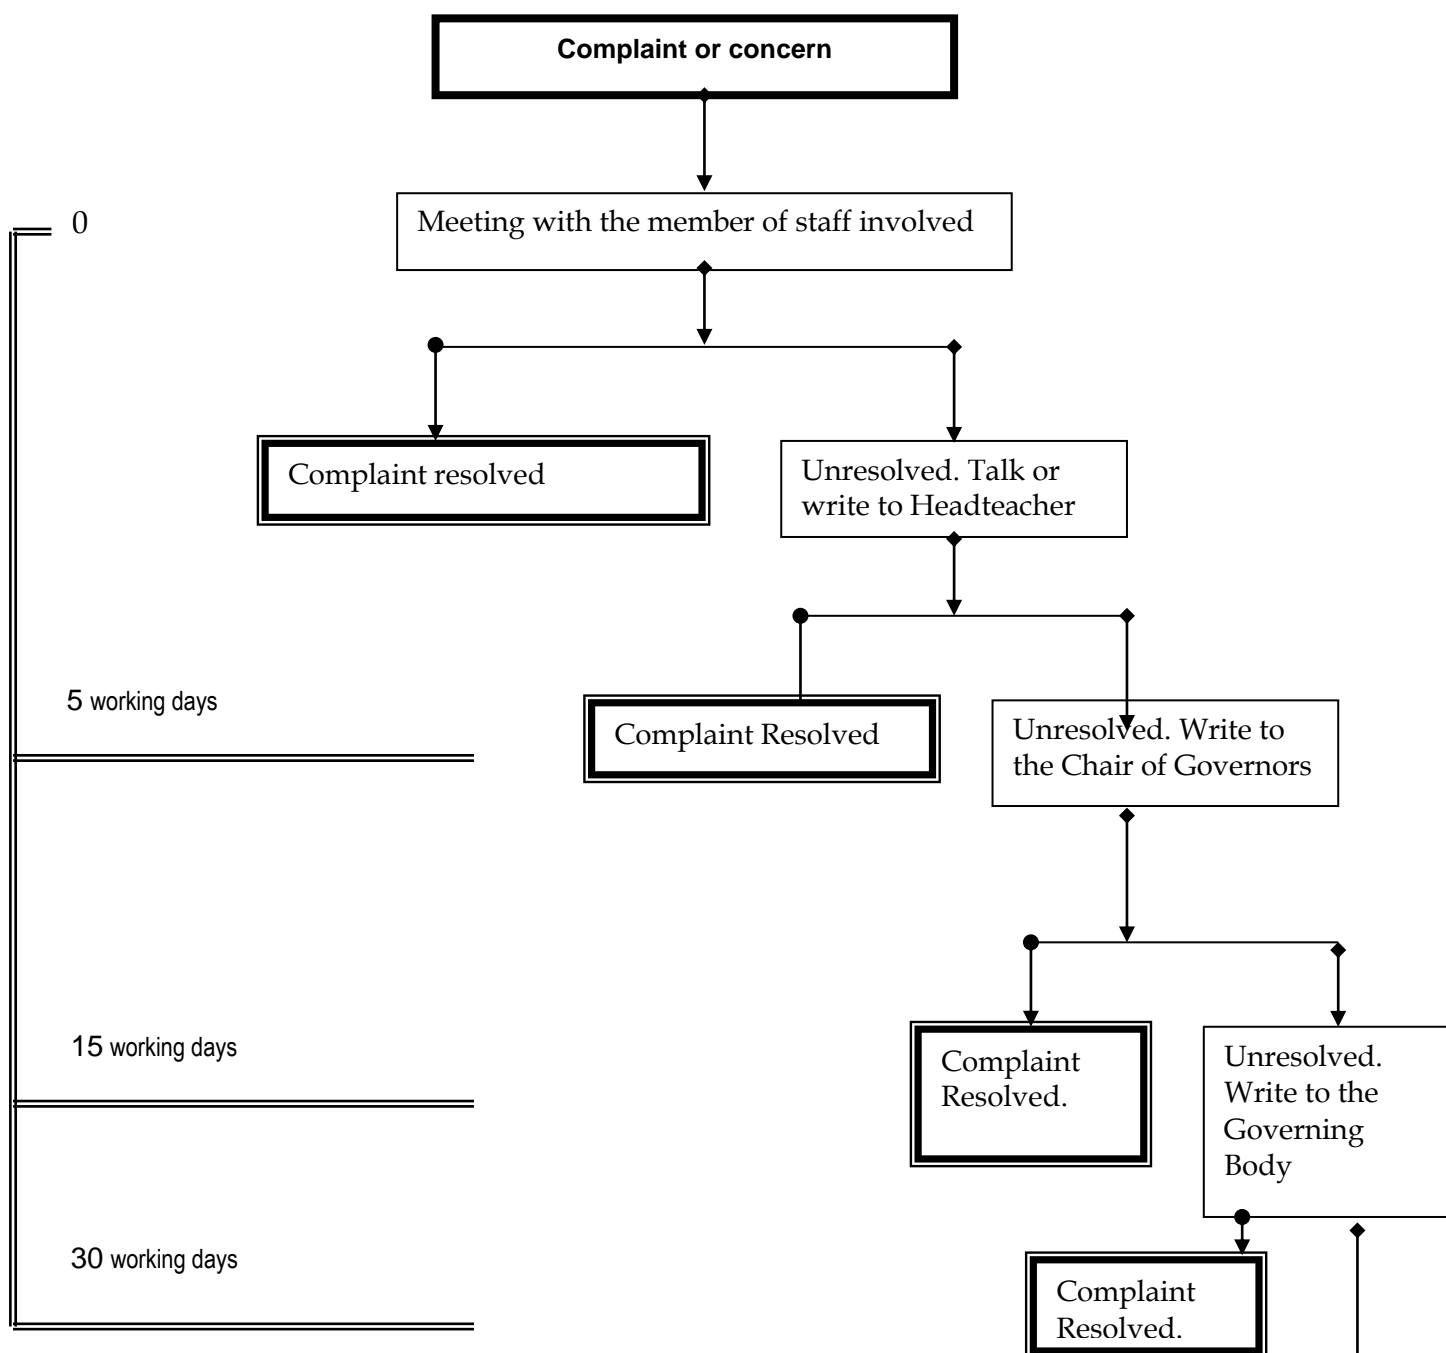 Complaint or concern
0
Meeting with the member of staff involved
Complaint resolved
Unresolved. Talk or
write to Headteacher
5 working days
Complaint Resolved
Unresolved. Write to
the Chair of Governors
15 working days
Complaint
Resolved.
Unresolved.
Write to the
Governing
Body
30 working days
Complaint
Resolved.